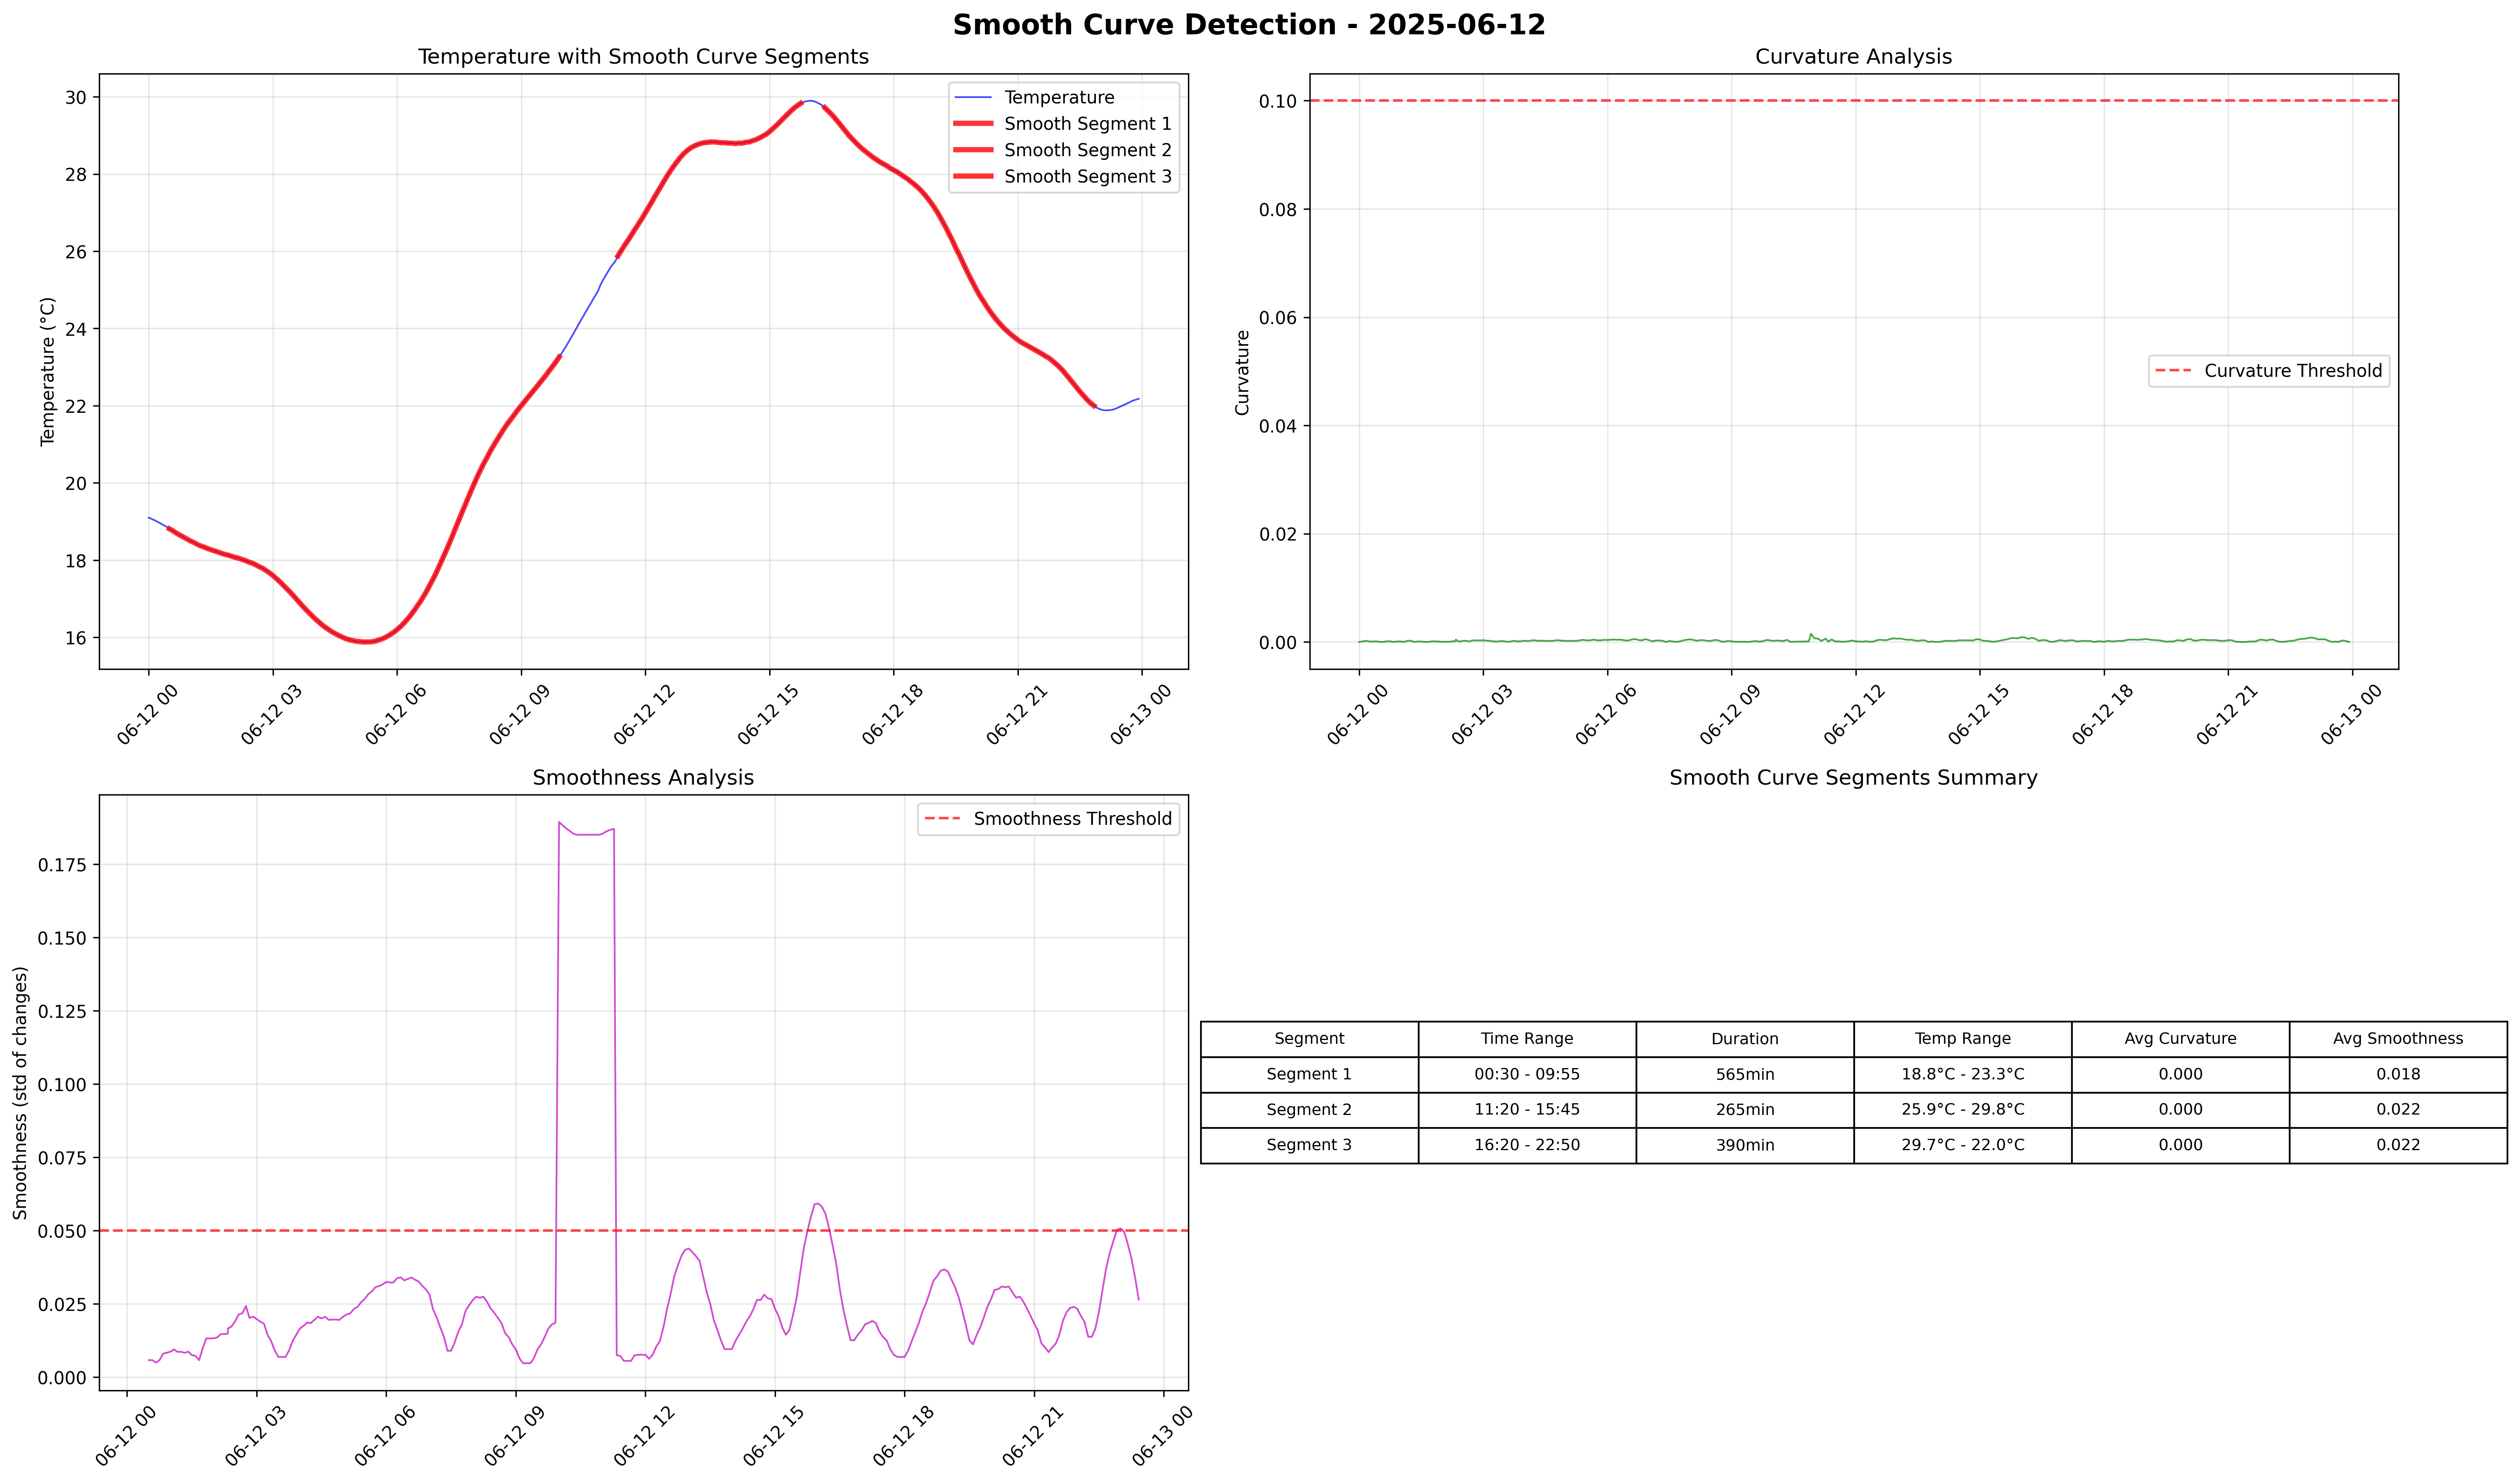 Smooth Curve Detection - 2025-06-12
Temperature with Smooth Curve Segments
Temperature (°C)
30
28
26
24
22
20
18
16
Temperature
Smooth Segment 1
Smooth Segment 2
Smooth Segment 3
06-12 00
06-12 03
06-12 06
06-12 09
06-12 12
06-12 15
06-12 18
06-12 21
06-13 00
Curvature Analysis
Curvature
0.10
0.08
0.06
0.04
0.02
0.00
Curvature Threshold
06-12 00
06-12 03
06-12 06
06-12 09
06-12 12
06-12 15
06-12 18
06-12 21
06-13 00
Smoothness Analysis
Smoothness (std of changes)
0.175
0.150
0.125
0.100
0.075
0.050
0.025
0.000
Smoothness Threshold
06-12 00
06-12 03
06-12 06
06-12 09
06-12 12
06-12 15
06-12 18
06-12 21
06-13 00
Smooth Curve Segments Summary
Segment Time Range Duration Temp Range Avg Curvature Avg Smoothness
Segment 1 00:30 - 09:55 565min 18.8°C - 23.3°C 0.000 0.018
Segment 2 11:20 - 15:45 265min 25.9°C - 29.8°C 0.000 0.022
Segment 3 16:20 - 22:50 390min 29.7°C - 22.0°C 0.000 0.022